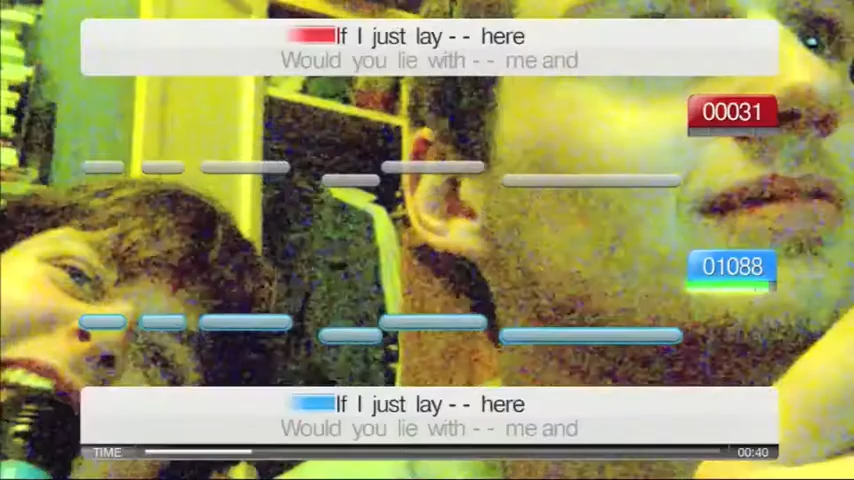 If I just lay - - here
Would you lie with - - me and
00031
01088
If I just lay - - here
Would you lie with - - me and
TIME 00:40